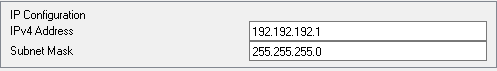 IP Configuration
IPv4 Address 192.192.192.1
Subnet Mask 255.255.255.0